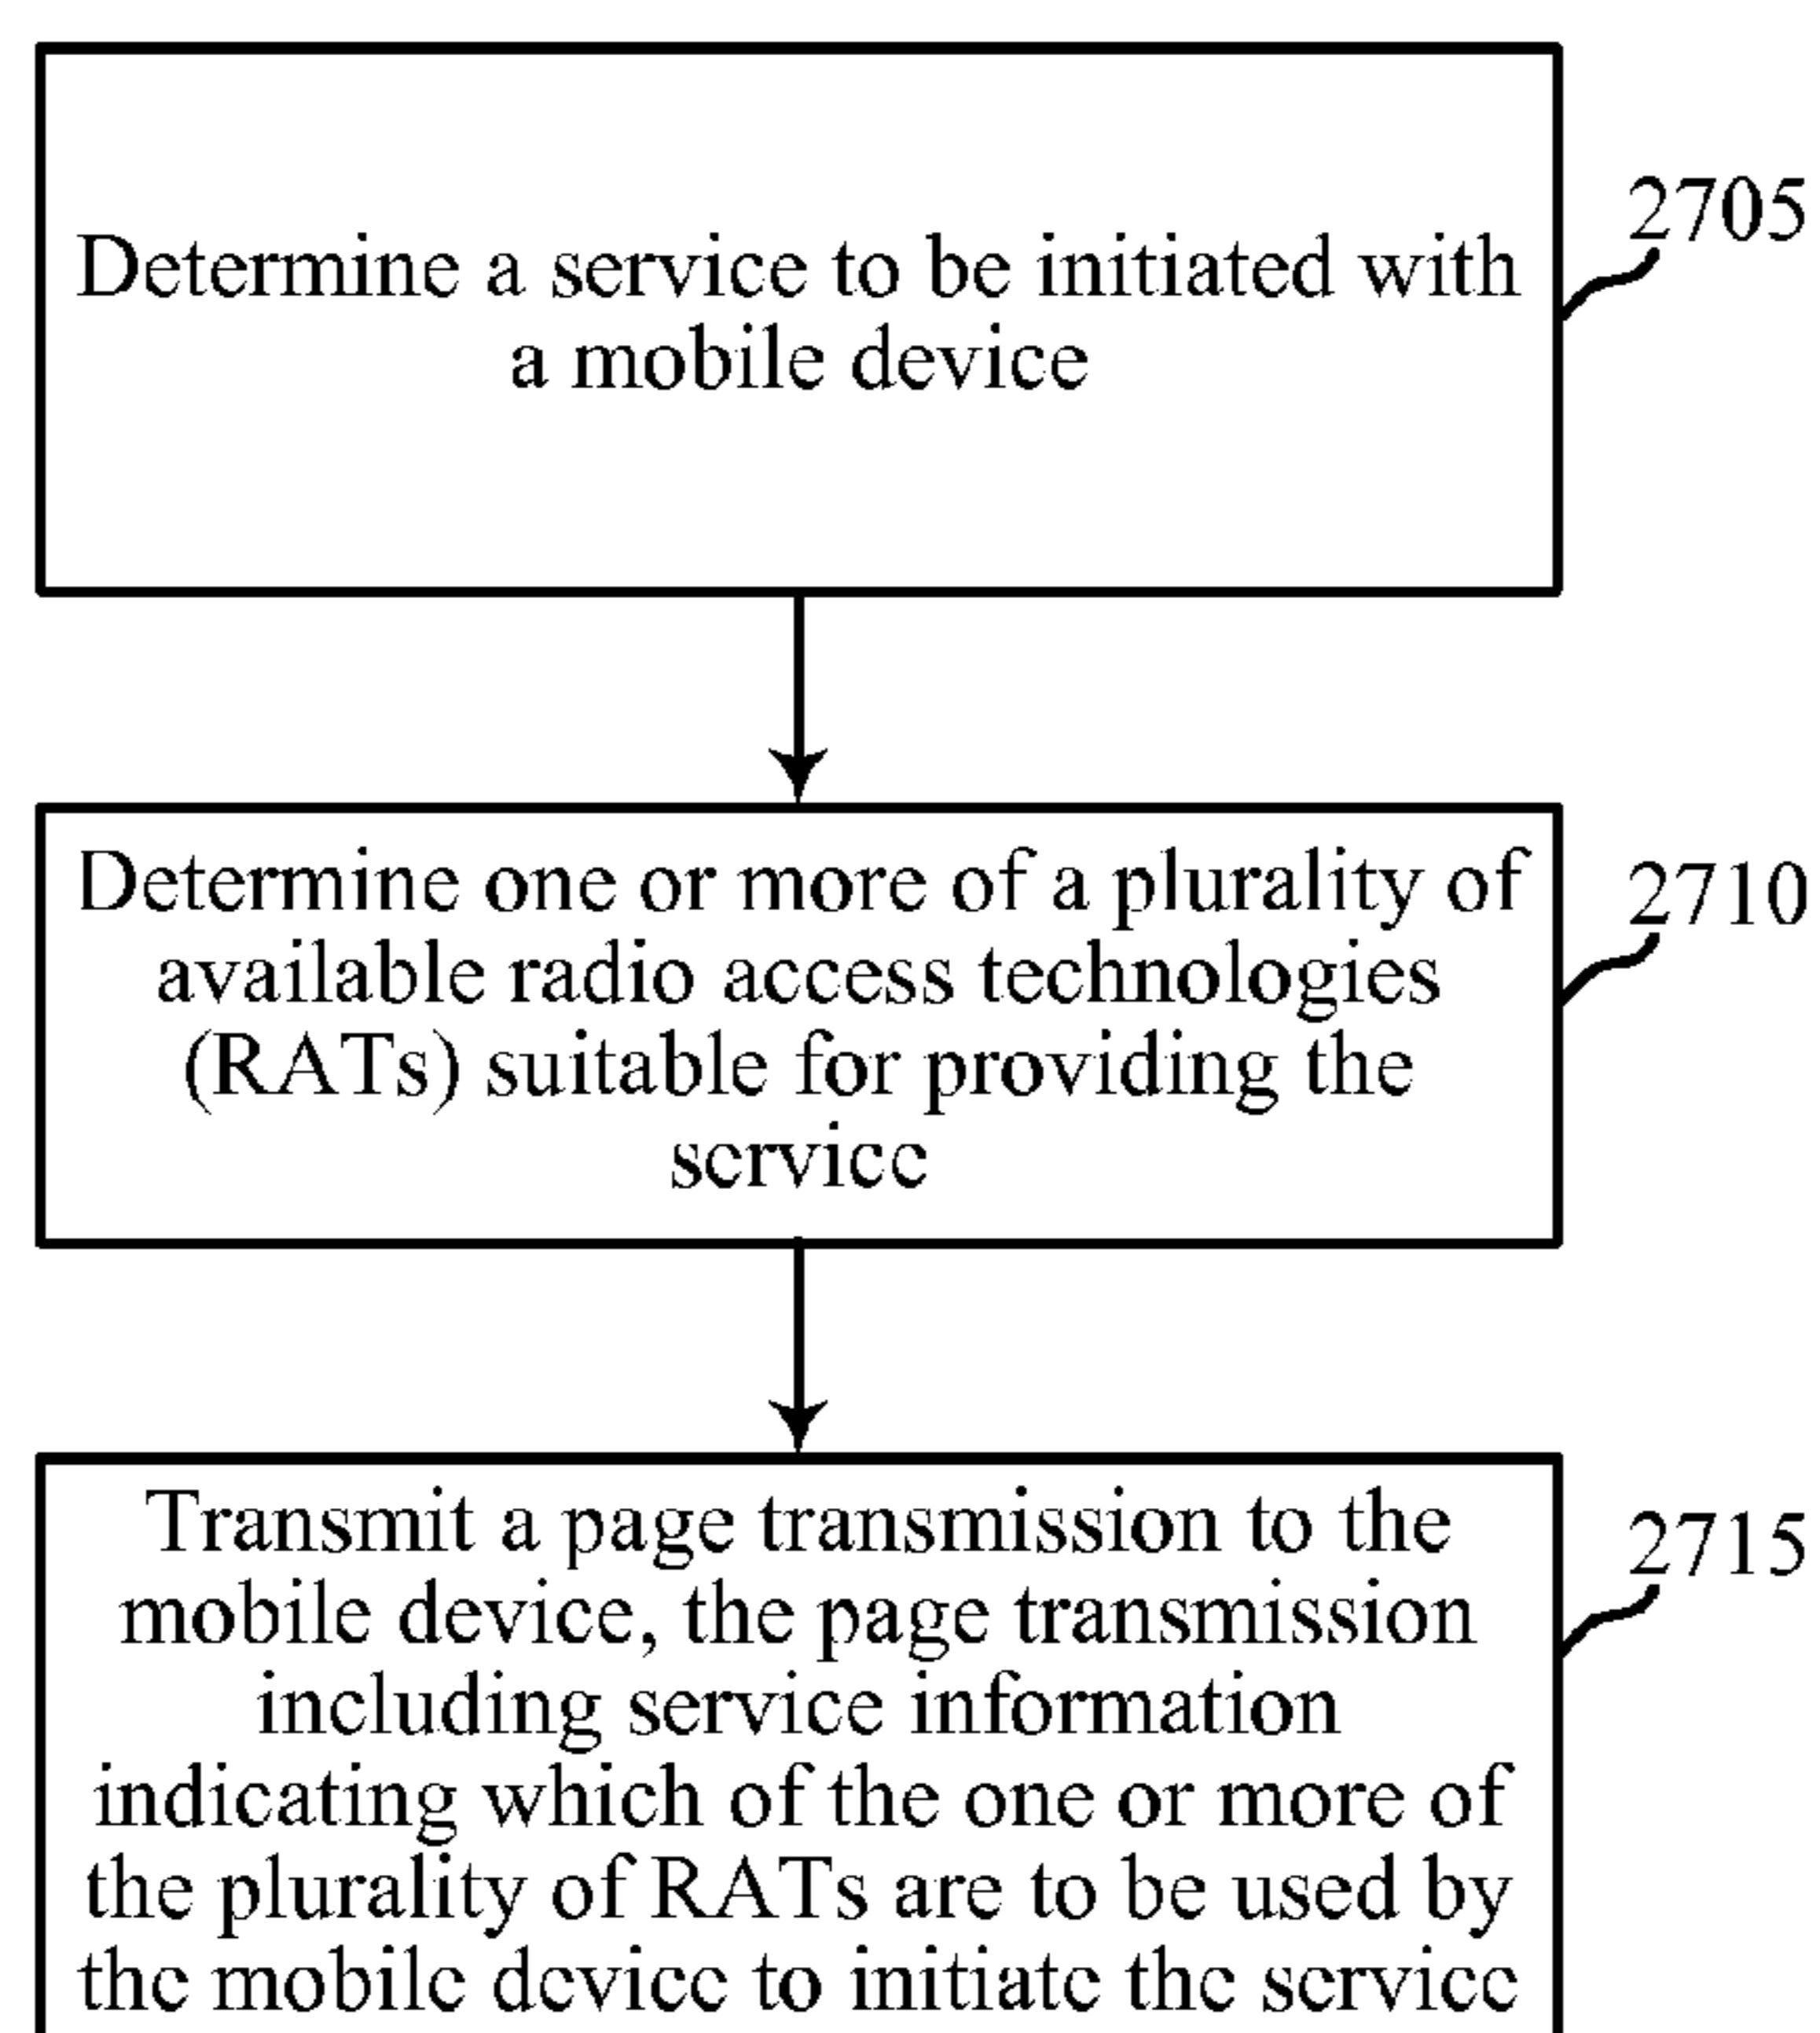 Determine a service to be initiated with
a mobile device
2705
Determine one or more of a plurality of
available radio access technologies
(RATs) suitable for providing the
service
2710
Transmit a page transmission to the
mobile device, the page transmission
including service information
indicating which of the one or more of
the plurality of RATs are to be used by
the mobile device to initiate the service
2715